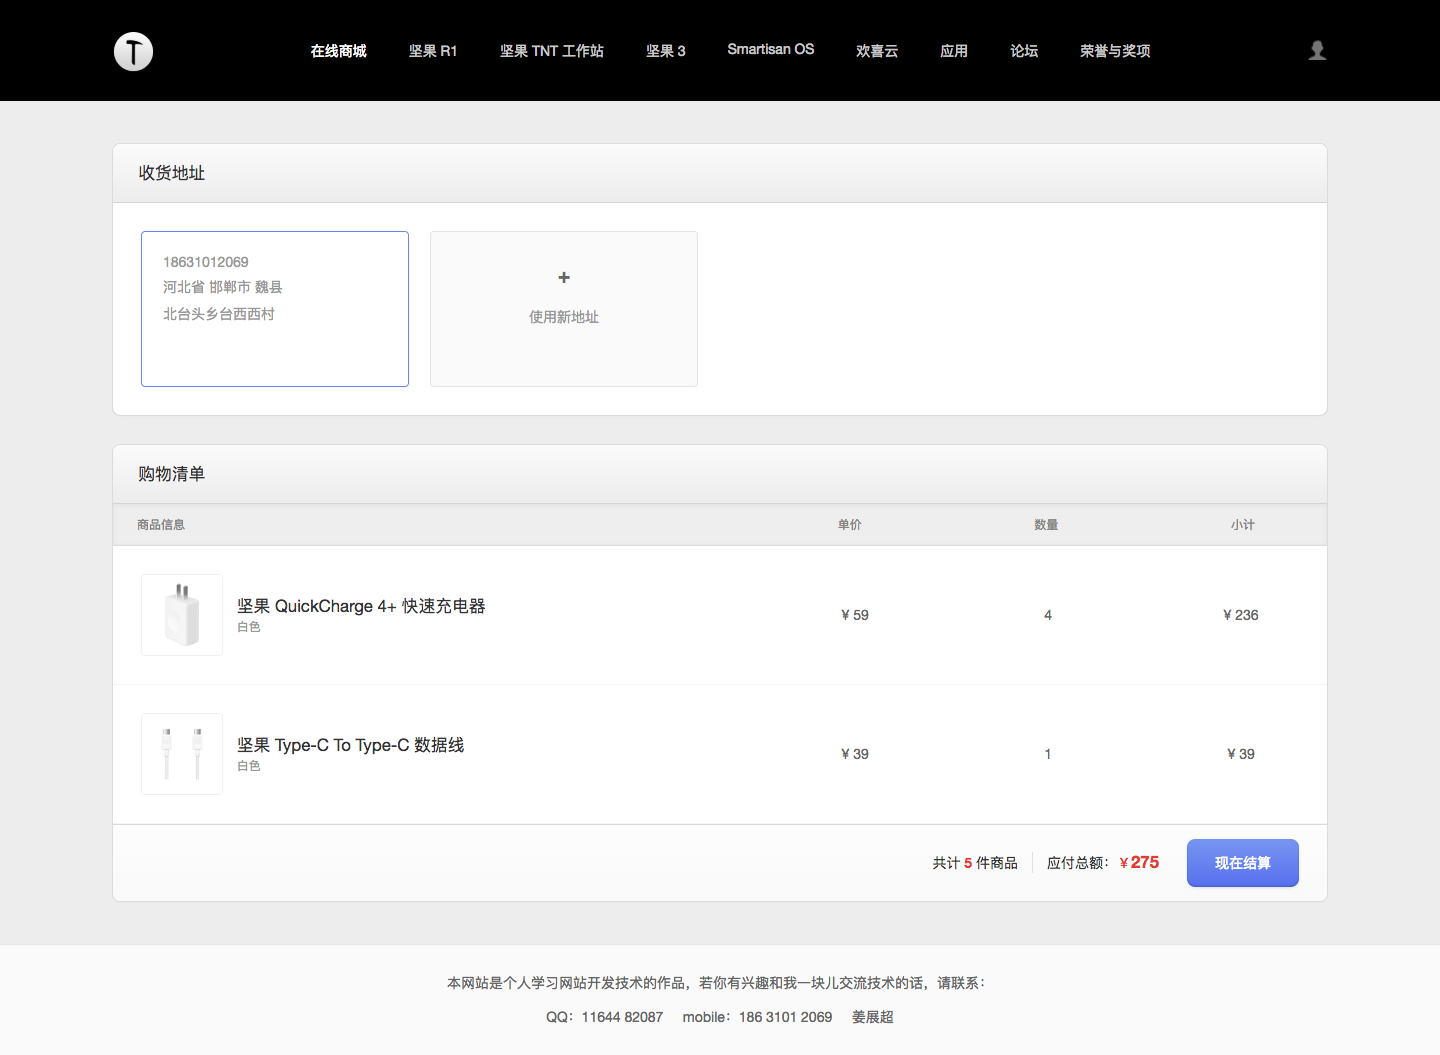 在线商城 坚果 R1 坚果 TNT 工作站 坚果 3 Smartisan OS 欢喜云 应用 论坛 荣誉与奖项
收货地址
18631012069
河北省 邯郸市 魏县
北台头乡台西西村
+
使用新地址
购物清单
商品信息 单价 数量 小计
坚果 QuickCharge 4+ 快速充电器
白色
¥ 59 4 ¥ 236
坚果 Type-C To Type-C 数据线
白色
¥ 39 1 ¥ 39
共计 5 件商品 应付总额：¥ 275 现在结算
本网站是个人学习网站开发技术的作品，若你有兴趣和我一块儿交流技术的话，请联系：
QQ：11644 82087 mobile：186 3101 2069 姜展超